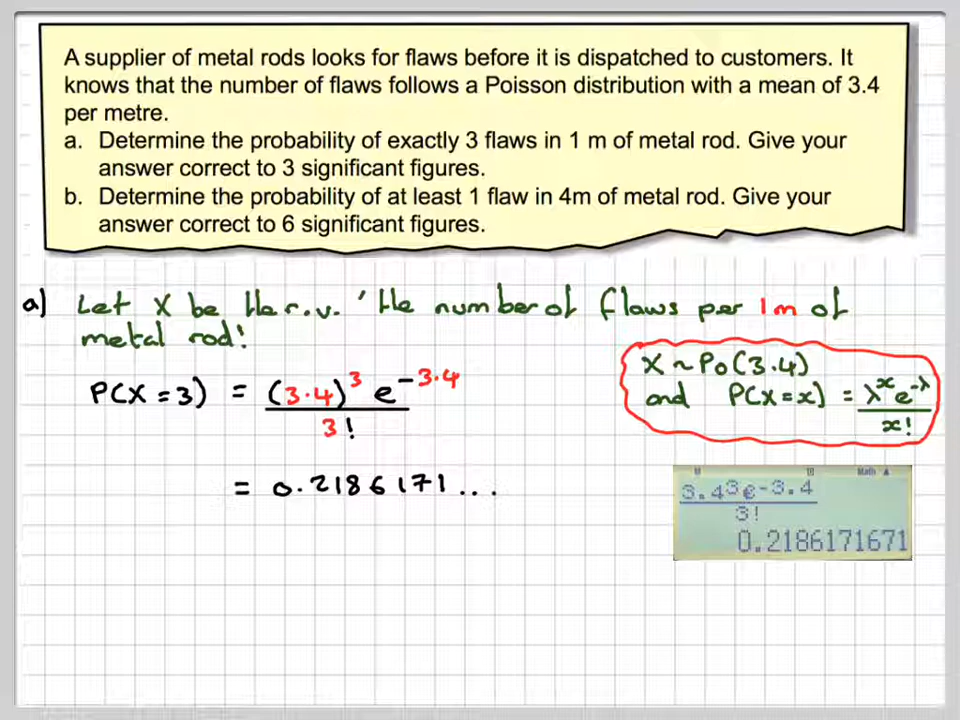 A supplier of metal rods looks for flaws before it is dispatched to customers. It
knows that the number of flaws follows a Poisson distribution with a mean of 3.4
per metre.
a. Determine the probability of exactly 3 flaws in 1 m of metal rod. Give your
answer correct to 3 significant figures.
b. Determine the probability of at least 1 flaw in 4m of metal rod. Give your
answer correct to 6 significant figures.
a) Let X be the r.v. 'the number of flaws per 1m of
metal rod!
X ~ Po(3.4)
and P(X = x) = λ^x e^-λ / x!
P(X = 3) = (3.4)^3 e^-3.4 / 3!
= 0.2186171...
M D Math ▲
3.4^3 e^-3.4
3!
0.2186171671